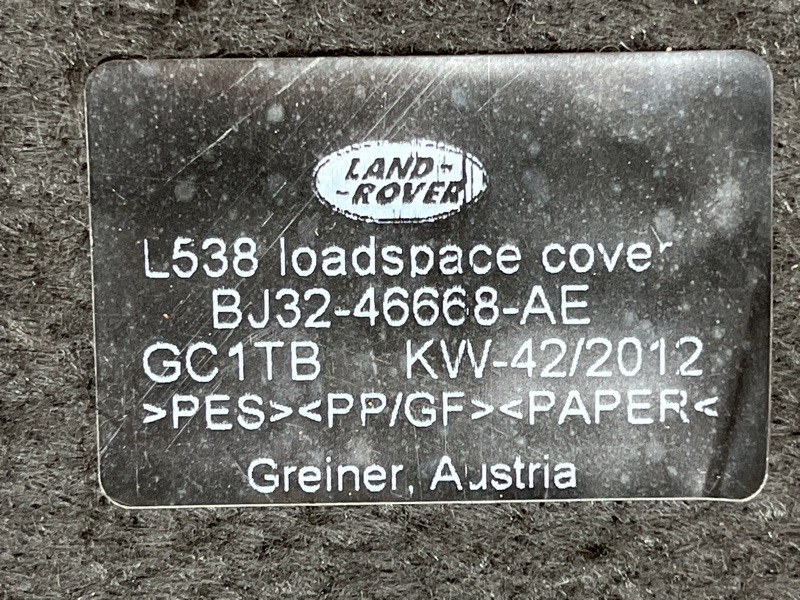 LAND-
-ROVER
L538 loadspace cover
BJ32-46668-AE
GC1TB KW-42/2012
>PES><PP/GF><PAPER<
Greiner, Austria